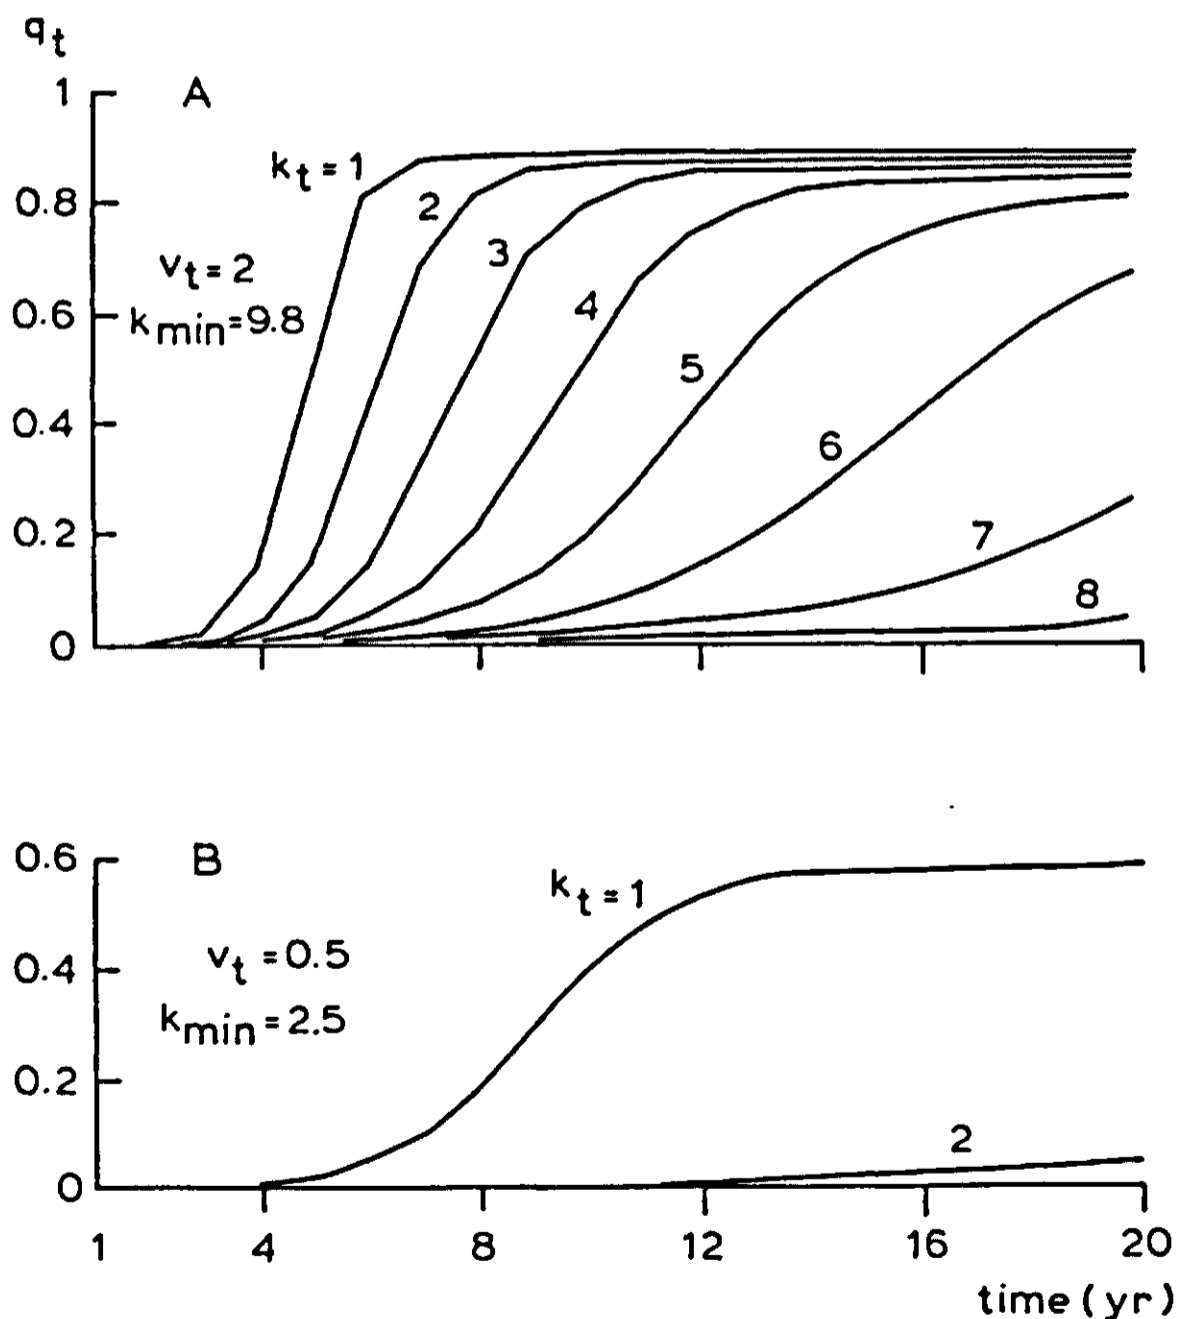 q_t
A
1
k_t = 1
0.8
2
3
v_t = 2
k_min = 9.8
4
0.6
5
0.4
6
0.2
7
8
0
B
0.6
k_t = 1
v_t = 0.5
0.4
k_min = 2.5
0.2
2
0
1 4 8 12 16 20
time (yr)